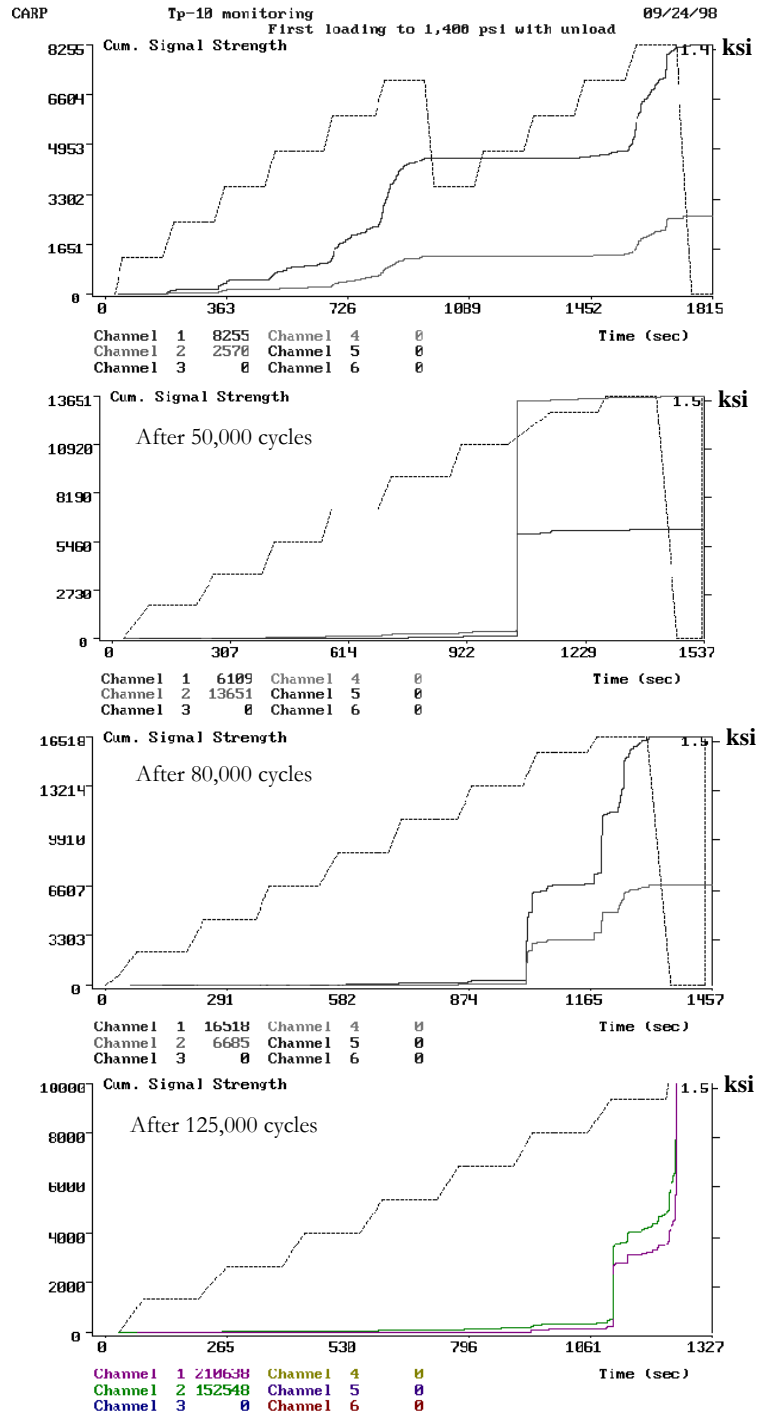 CARP Tp-10 monitoring 09/24/98
First loading to 1,400 psi with unload
8255 Cum. Signal Strength 1.4 ksi
6604
4953
3302
1651
0
0 363 726 1089 1452 1815
Channel 1 8255 Channel 4 0 Time (sec)
Channel 2 2570 Channel 5 0
Channel 3 0 Channel 6 0
13651 Cum. Signal Strength 1.5 ksi
After 50,000 cycles
10920
8190
5460
2730
0
0 307 614 922 1229 1537
Channel 1 6109 Channel 4 0 Time (sec)
Channel 2 13651 Channel 5 0
Channel 3 0 Channel 6 0
16518 Cum. Signal Strength 1.5 ksi
After 80,000 cycles
13214
9910
6607
3303
0
0 291 582 874 1165 1457
Channel 1 16518 Channel 4 0 Time (sec)
Channel 2 6685 Channel 5 0
Channel 3 0 Channel 6 0
10000 Cum. Signal Strength 1.5 ksi
After 125,000 cycles
8000
6000
4000
2000
0
0 265 530 796 1061 1327
Channel 1 210638 Channel 4 0 Time (sec)
Channel 2 152548 Channel 5 0
Channel 3 0 Channel 6 0